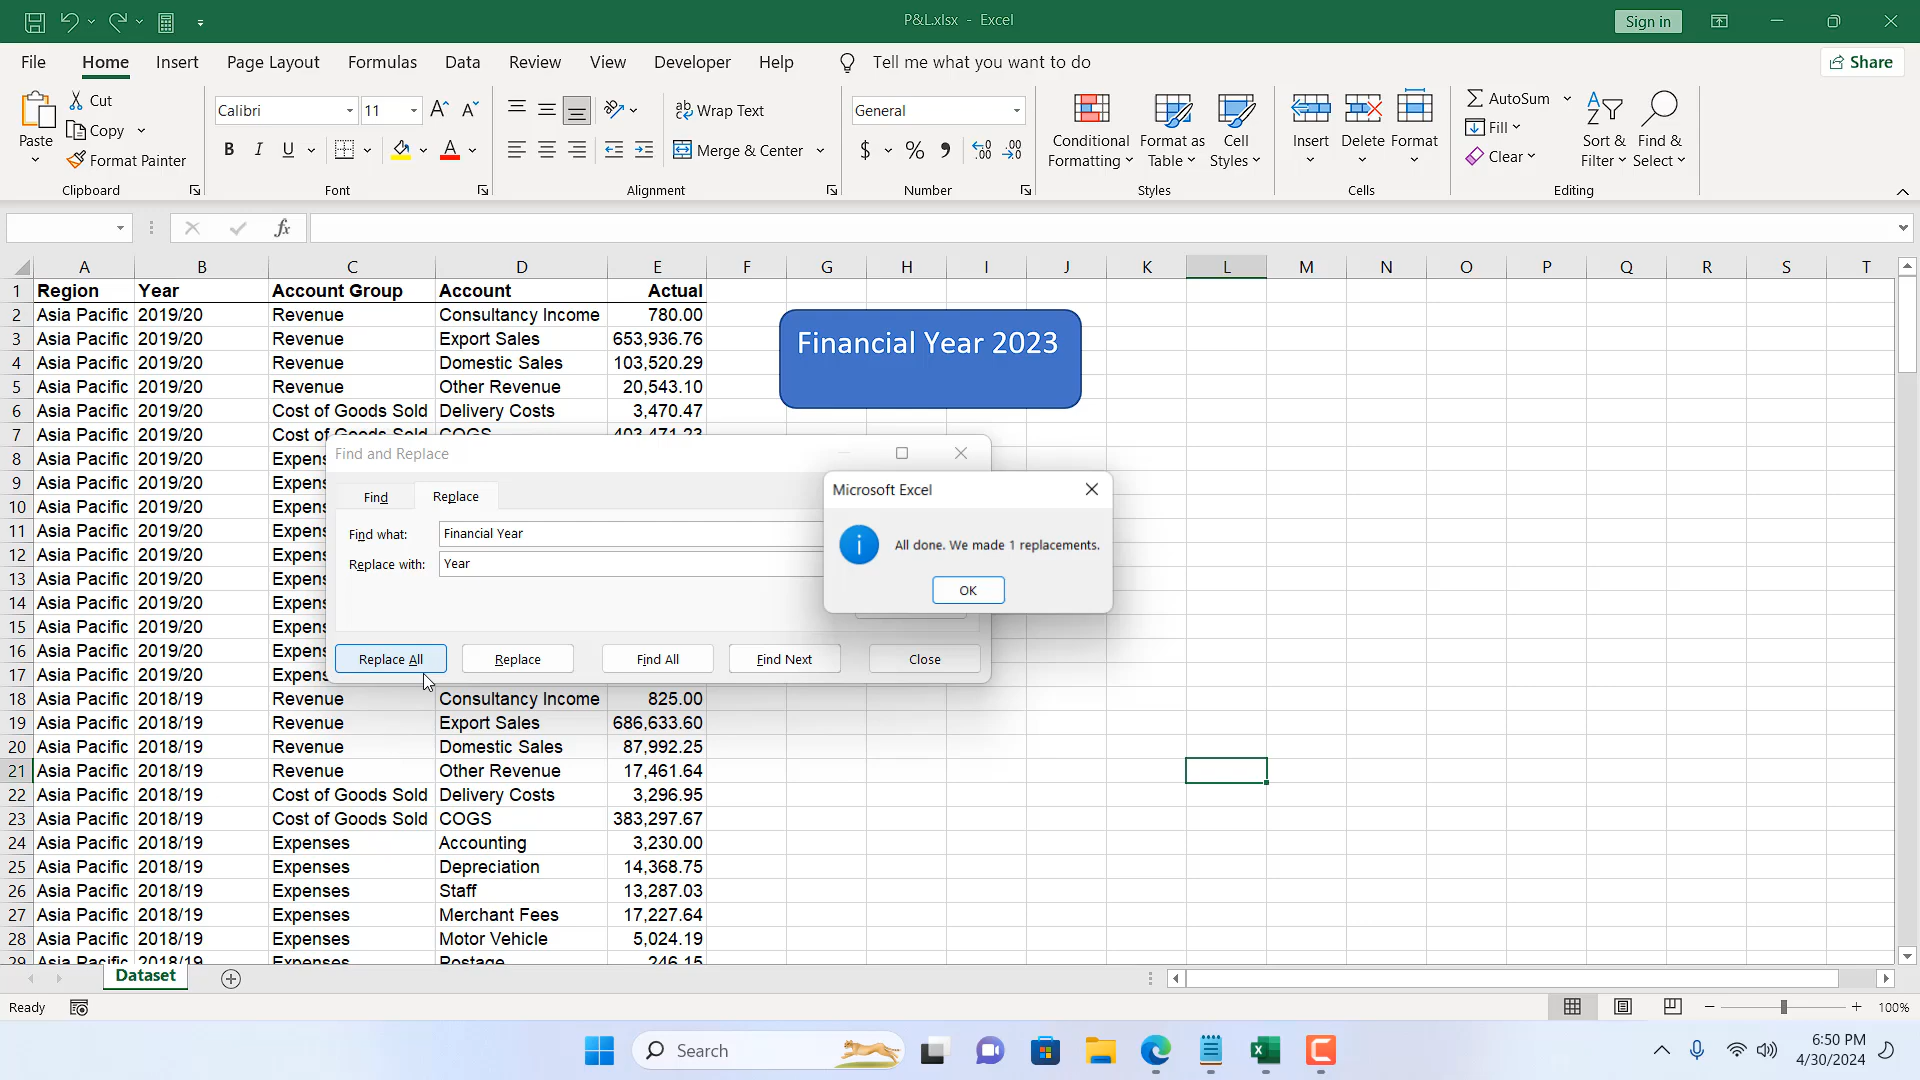 P&L.xlsx - Excel
Sign in
File Home Insert Page Layout Formulas Data Review View Developer Help Tell me what you want to do Share
Paste
Cut
Copy
Format Painter
Clipboard
Calibri 11
B I U A
Font
Wrap Text
Merge & Center
Alignment
General
$ % 9
Number
Conditional Formatting
Format as Table
Cell Styles
Styles
Insert Delete Format
Cells
AutoSum
Fill
Clear
Sort & Filter
Find & Select
Editing
fx
A B C D E F G H I J K L M N O P Q R S T
1 Region Year Account Group Account Actual
2 Asia Pacific 2019/20 Revenue Consultancy Income 780.00
3 Asia Pacific 2019/20 Revenue Export Sales 653,936.76
4 Asia Pacific 2019/20 Revenue Domestic Sales 103,520.29
5 Asia Pacific 2019/20 Revenue Other Revenue 20,543.10
6 Asia Pacific 2019/20 Cost of Goods Sold Delivery Costs 3,470.47
7 Asia Pacific 2019/20 Cost of Goods Sold COGS 403,471.23
8 Asia Pacific 2019/20 Expens
9 Asia Pacific 2019/20 Expens
10 Asia Pacific 2019/20 Expens
11 Asia Pacific 2019/20 Expens
12 Asia Pacific 2019/20 Expens
13 Asia Pacific 2019/20 Expens
14 Asia Pacific 2019/20 Expens
15 Asia Pacific 2019/20 Expens
16 Asia Pacific 2019/20 Expens
17 Asia Pacific 2019/20 Expens
18 Asia Pacific 2018/19 Revenue Consultancy Income 825.00
19 Asia Pacific 2018/19 Revenue Export Sales 686,633.60
20 Asia Pacific 2018/19 Revenue Domestic Sales 87,992.25
21 Asia Pacific 2018/19 Revenue Other Revenue 17,461.64
22 Asia Pacific 2018/19 Cost of Goods Sold Delivery Costs 3,296.95
23 Asia Pacific 2018/19 Cost of Goods Sold COGS 383,297.67
24 Asia Pacific 2018/19 Expenses Accounting 3,230.00
25 Asia Pacific 2018/19 Expenses Depreciation 14,368.75
26 Asia Pacific 2018/19 Expenses Staff 13,287.03
27 Asia Pacific 2018/19 Expenses Merchant Fees 17,227.64
28 Asia Pacific 2018/19 Expenses Motor Vehicle 5,024.19
29 Asia Pacific 2018/19 Expenses Postage 246.15
Financial Year 2023
Find and Replace
Find Replace
Find what: Financial Year
Replace with: Year
Replace All Replace Find All Find Next Close
Microsoft Excel
All done. We made 1 replacements.
OK
Dataset
Ready
100%
Search
6:50 PM
4/30/2024